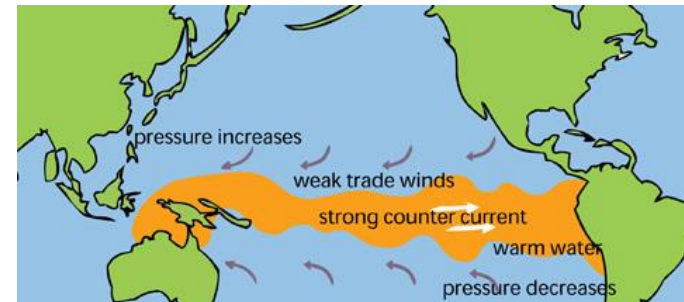 pressure increases
weak trade winds
strong counter current
warm water
pressure decreases